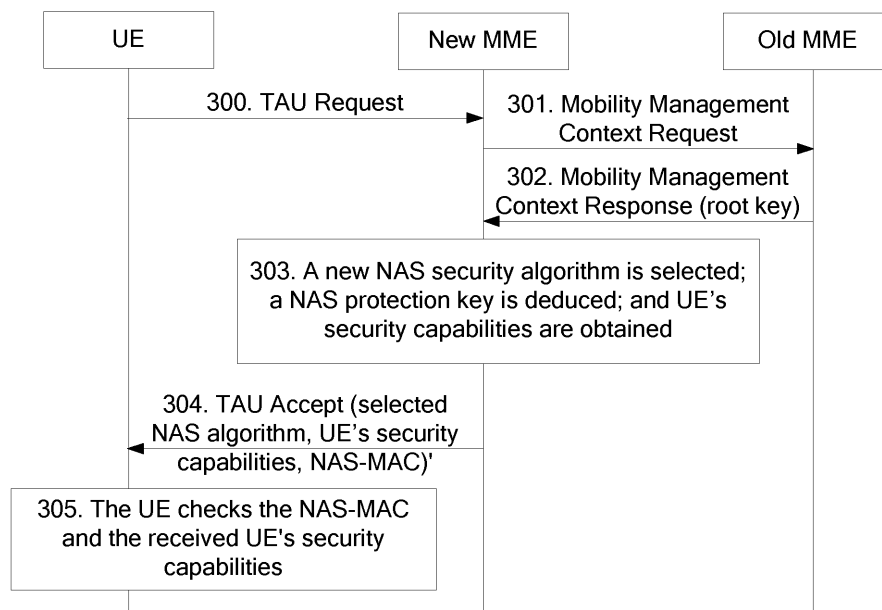 UE
New MME
Old MME
300. TAU Request
301. Mobility Management
Context Request
302. Mobility Management
Context Response (root key)
303. A new NAS security algorithm is selected;
a NAS protection key is deduced; and UE’s
security capabilities are obtained
304. TAU Accept (selected
NAS algorithm, UE’s security
capabilities, NAS-MAC)'
305. The UE checks the NAS-MAC
and the received UE's security
capabilities